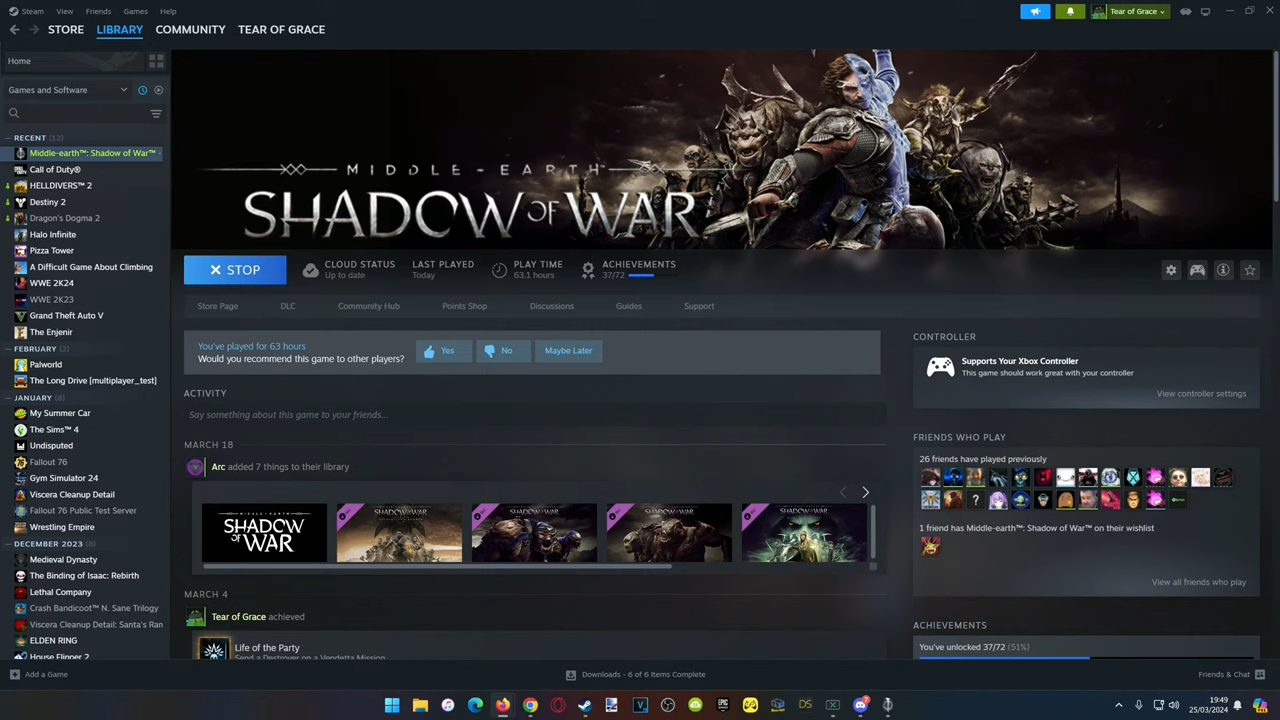 Steam View Friends Games Help
Tear of Grace
STORE LIBRARY COMMUNITY TEAR OF GRACE
Home
Games and Software
RECENT (12)
Middle-earth™: Shadow of War™
Call of Duty®
HELLDIVERS™ 2
Destiny 2
Dragon's Dogma 2
Halo Infinite
Pizza Tower
A Difficult Game About Climbing
WWE 2K24
WWE 2K23
Grand Theft Auto V
The Enjenir
FEBRUARY (2)
Palworld
The Long Drive [multiplayer_test]
JANUARY (8)
My Summer Car
The Sims™ 4
Undisputed
Fallout 76
Gym Simulator 24
Viscera Cleanup Detail
Fallout 76 Public Test Server
Wrestling Empire
DECEMBER 2023 (8)
Medieval Dynasty
The Binding of Isaac: Rebirth
Lethal Company
Crash Bandicoot™ N. Sane Trilogy
Viscera Cleanup Detail: Santa's Ran
ELDEN RING
House Flipper 2
Add a Game
MIDDLE-EARTH
SHADOW OF WAR
STOP
CLOUD STATUS
Up to date
LAST PLAYED
Today
PLAY TIME
63.1 hours
ACHIEVEMENTS
37/72
Store Page DLC Community Hub Points Shop Discussions Guides Support
You've played for 63 hours
Would you recommend this game to other players?
Yes No Maybe Later
ACTIVITY
Say something about this game to your friends...
MARCH 18
Arc added 7 things to their library
SHADOW OF WAR
MARCH 4
Tear of Grace achieved
Life of the Party
Send a Destroyer on a Vendetta Mission
CONTROLLER
Supports Your Xbox Controller
This game should work great with your controller
View controller settings
FRIENDS WHO PLAY
26 friends have played previously
1 friend has Middle-earth™: Shadow of War™ on their wishlist
View all friends who play
ACHIEVEMENTS
You've unlocked 37/72 (51%)
Downloads - 6 of 6 Items Complete
Friends & Chat
19:49
25/03/2024